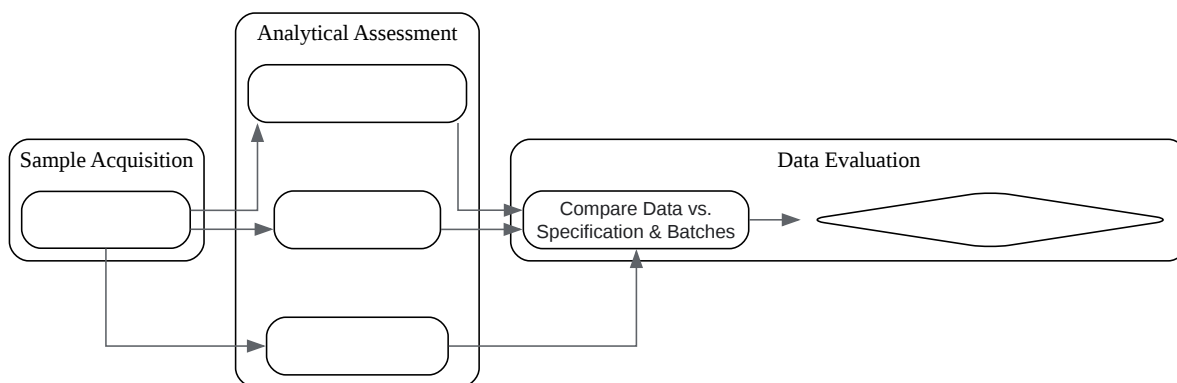 Analytical Assessment
Sample Acquisition
Data Evaluation
Compare Data vs.
Specification & Batches